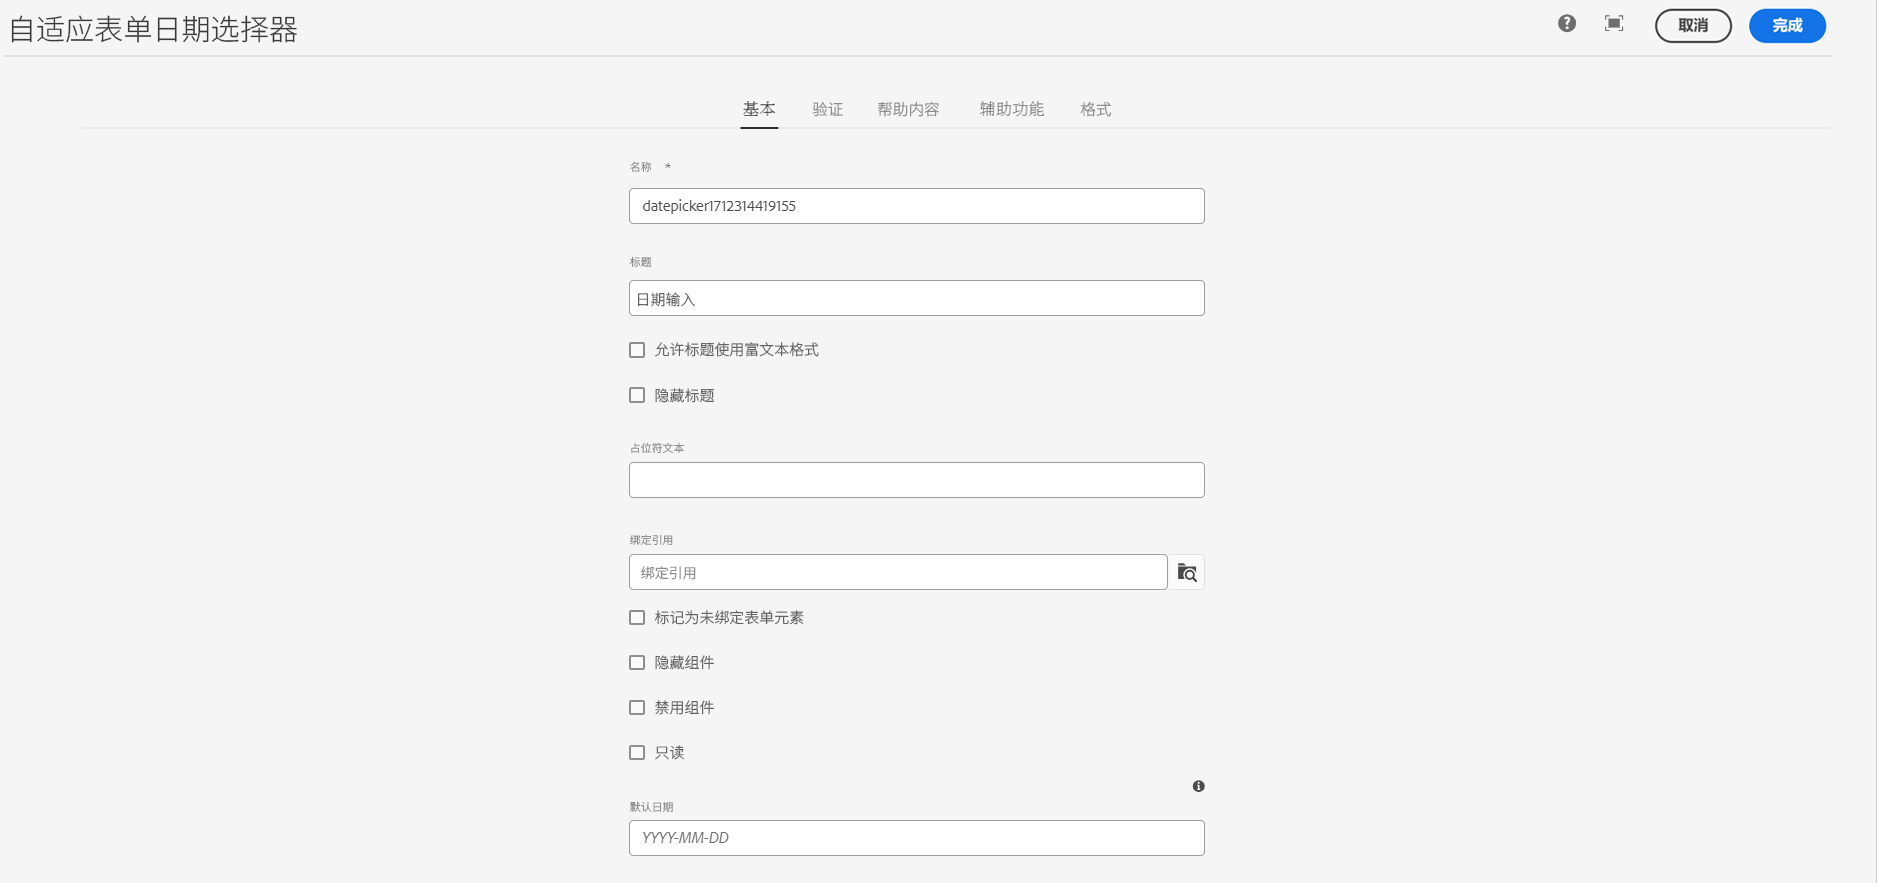 自适应表单日期选择器
取消
完成
基本
验证
帮助内容
辅助功能
格式
名称 *
datepicker1712314419155
标题
日期输入
允许标题使用富文本格式
隐藏标题
占位符文本
绑定引用
绑定引用
标记为未绑定表单元素
隐藏组件
禁用组件
只读
默认日期
YYYY-MM-DD